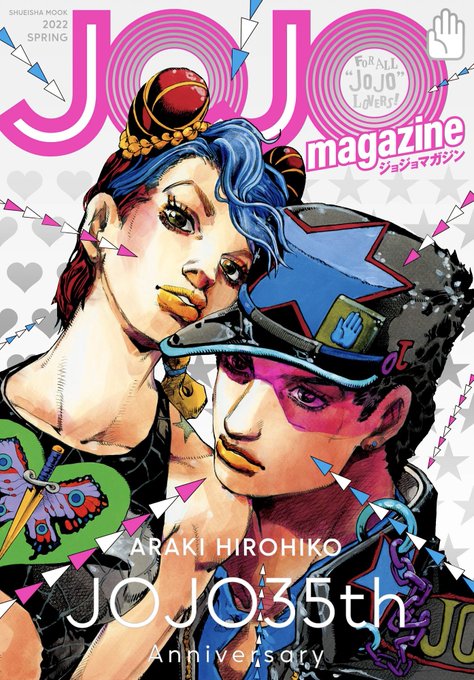 SHUEISHA MOOK
2022
SPRING
JOJO
FOR ALL
"JOJO"
LOVERS!
magazine
ジョジョマガジン
ARAKI HIROHIKO
JOJO35th
Anniversary